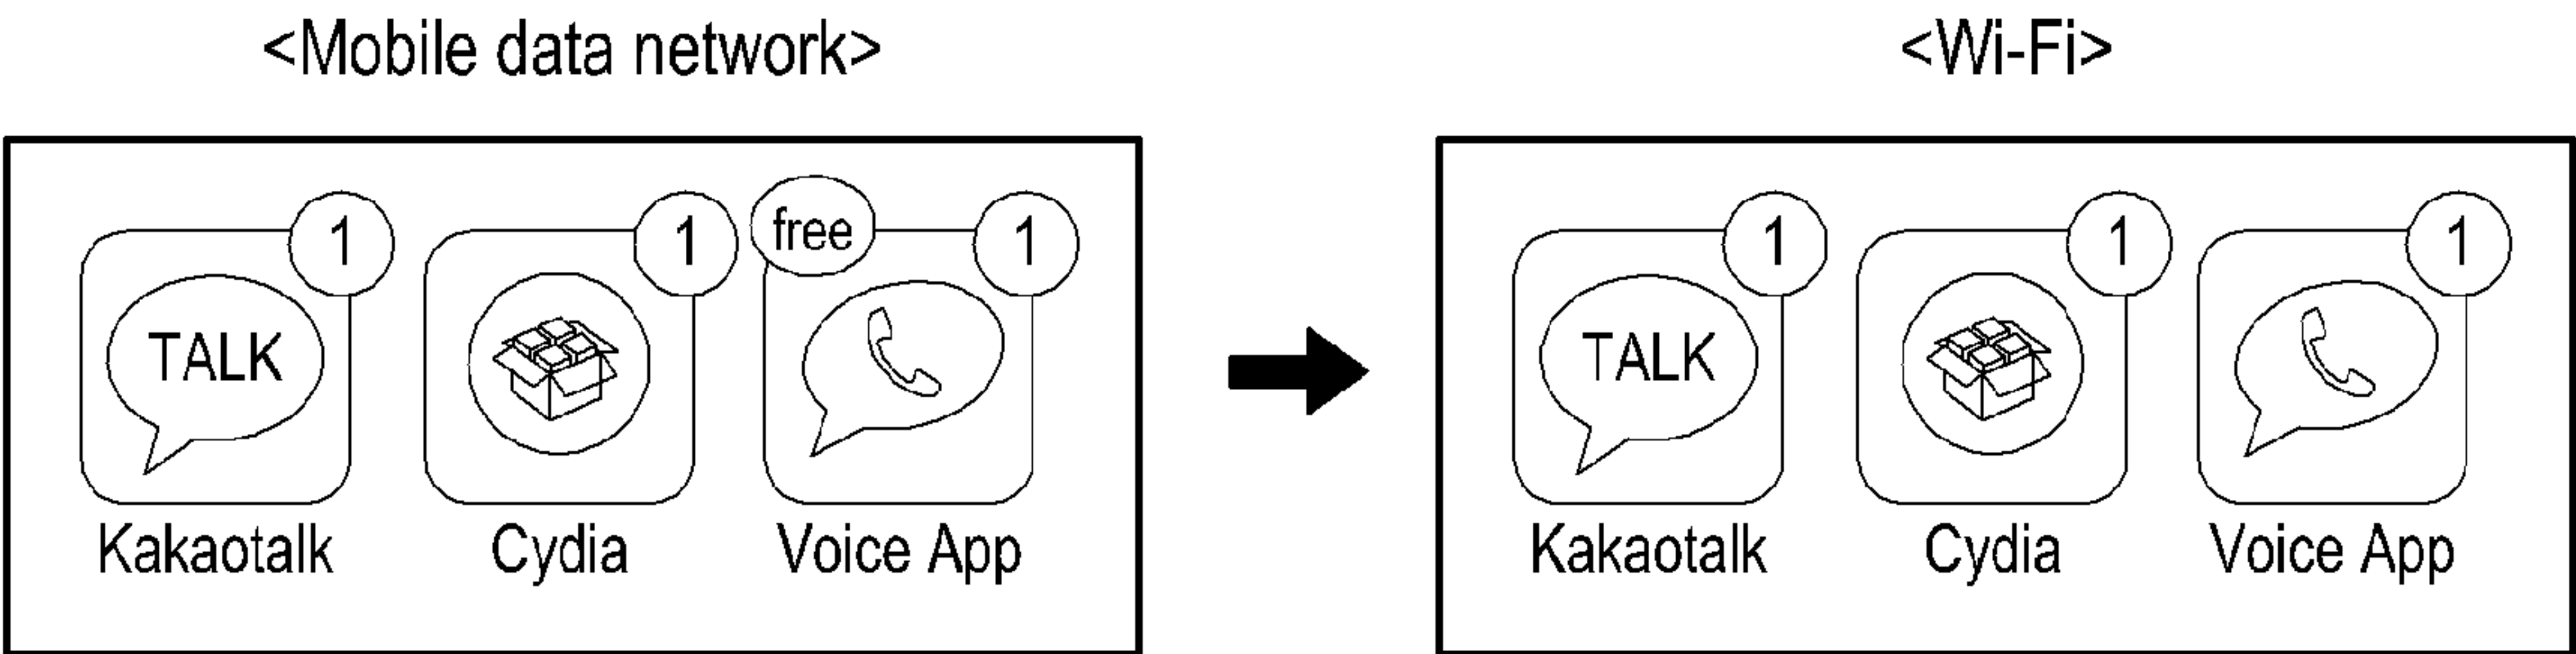 <Mobile data network>
<Wi-Fi>
1 1 free 1
TALK
Kakaotalk Cydia Voice App
1 1 1
TALK
Kakaotalk Cydia Voice App